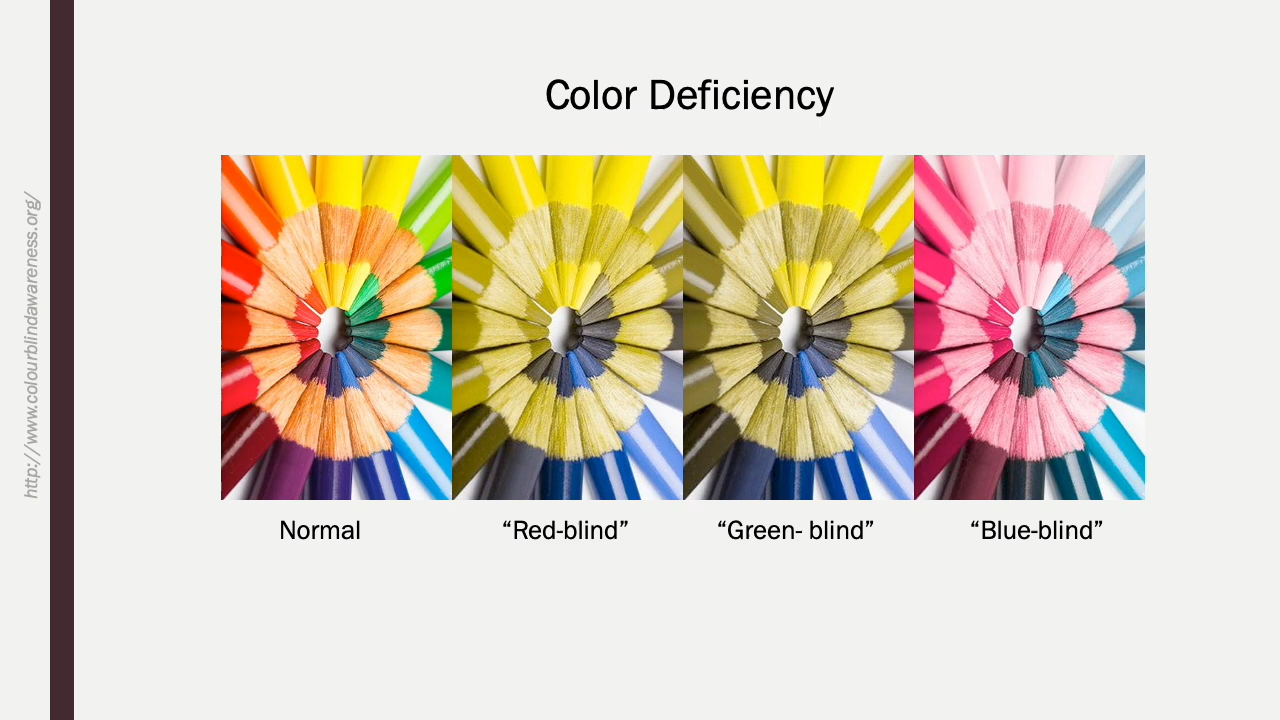 Color Deficiency
Normal
“Red-blind”
“Green- blind”
“Blue-blind”
http://www.colourblindawareness.org/